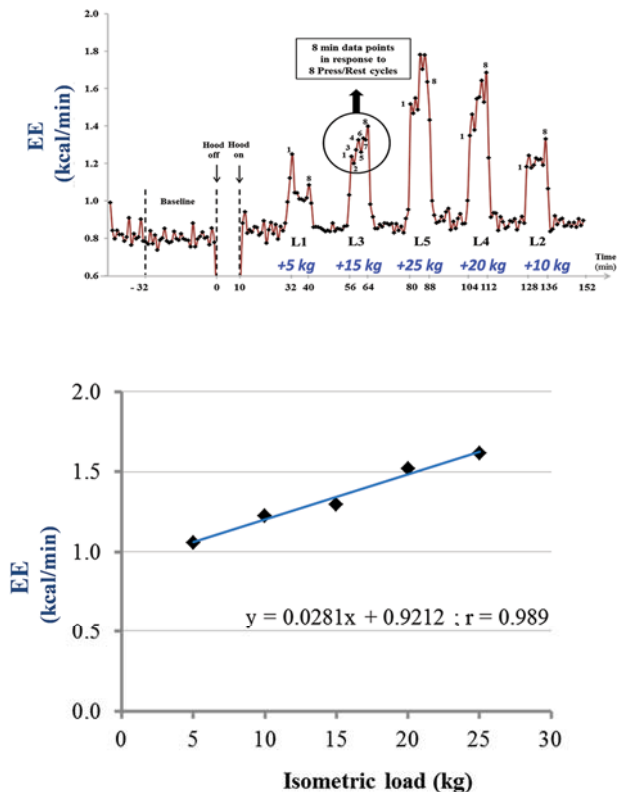 8 min data points
in response to
8 Press/Rest cycles
EE
(kcal/min)
1.8
1.6
1.4
1.2
1.0
0.8
0.6
2.0
Baseline
Hood
off
Hood
on
1
8
1
2
3
4
5
6
7
8
1
8
1
8
1
8
L1
L3
L5
L4
L2
+5 kg
+15 kg
+25 kg
+20 kg
+10 kg
Time
(min)
- 32
0
10
32
40
56
64
80
88
104
112
128
136
152
EE
(kcal/min)
2.0
1.5
1.0
0.5
0.0
y = 0.0281x + 0.9212 ; r = 0.989
0
5
10
15
20
25
30
Isometric load (kg)